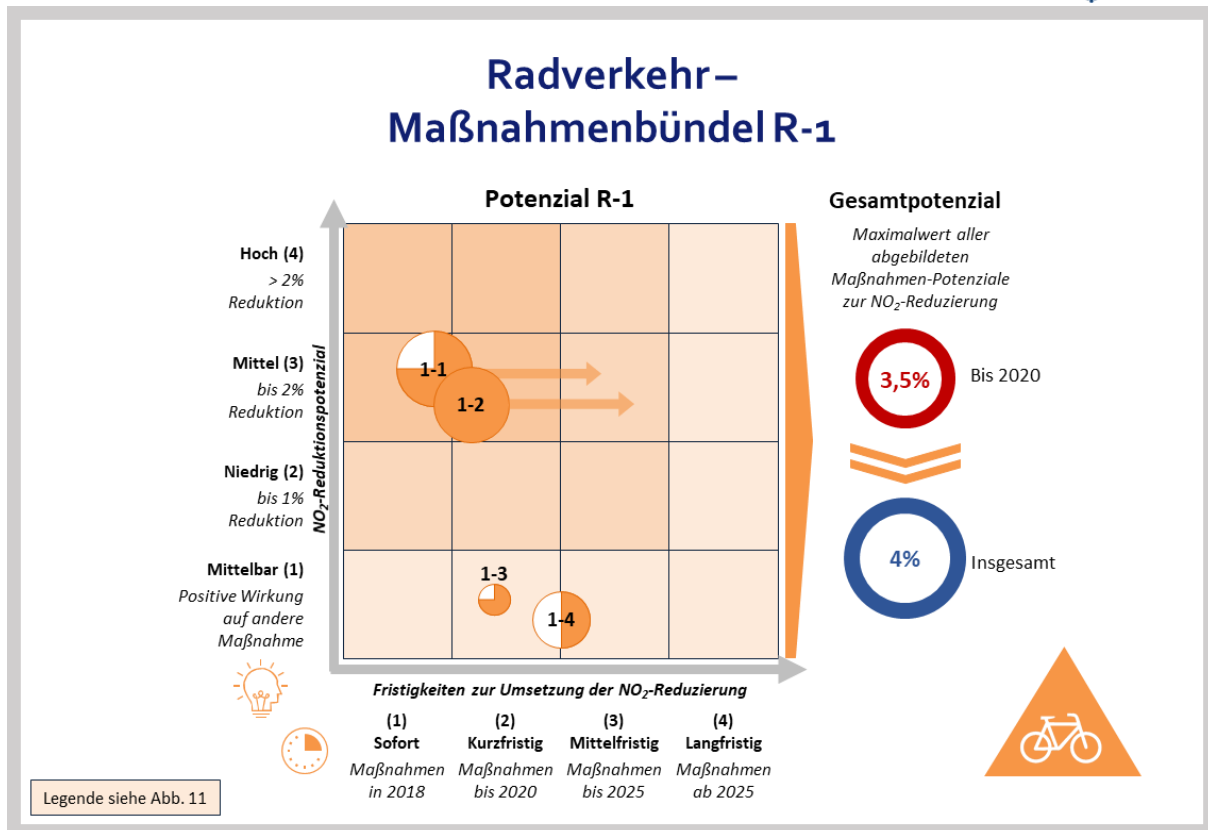 Radverkehr –
Maßnahmenbündel R-1
Potenzial R-1
Hoch (4)
> 2%
Reduktion
Mittel (3)
bis 2%
Reduktion
Niedrig (2)
bis 1%
Reduktion
Mittelbar (1)
Positive Wirkung
auf andere
Maßnahme
NO₂-Reduktionspotenzial
1-1
1-2
1-3
1-4
Fristigkeiten zur Umsetzung der NO₂-Reduzierung
(1)
Sofort
Maßnahmen
in 2018
(2)
Kurzfristig
Maßnahmen
bis 2020
(3)
Mittelfristig
Maßnahmen
bis 2025
(4)
Langfristig
Maßnahmen
ab 2025
Gesamtpotenzial
Maximalwert aller
abgebildeten
Maßnahmen-Potenziale
zur NO₂-Reduzierung
3,5%
Bis 2020
4%
Insgesamt
Legende siehe Abb. 11